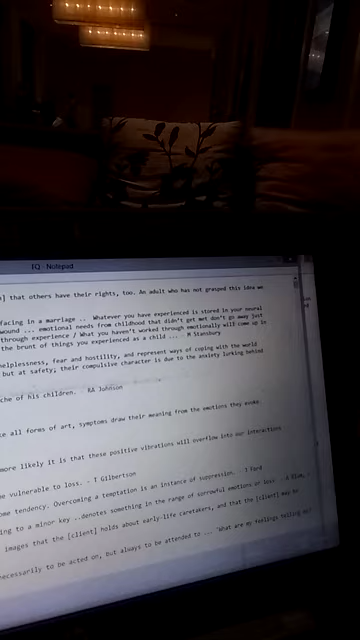 IQ - Notepad
] that others have their rights, too. An adult who has not grasped this idea we
facing in a marriage .. Whatever you have experienced is stored in your neural
wound ... emotional needs from childhood that didn't get met don't go away just
through experience / What you haven't worked through emotionally will come up in
the brunt of things you experienced as a child ... - M Stansbury
helplessness, fear and hostility, and represent ways of coping with the world
but at safety; their compulsive character is due to the anxiety lurking behind
che of his children. RA Johnson
ke all forms of art, symptoms draw their meaning from the emotions they evoke.
more likely it is that these positive vibrations will overflow into our interactions
me vulnerable to loss. - T Gilbertson
ome tendency. Overcoming a temptation is an instance of suppression. - T Ford
ing to a minor key ..denotes something in the range of sorrowful emotions or loss
images that the [client] holds about early-life caretakers, and that the [client] may be
necessarily to be acted on, but always to be attended to ... 'What are my feelings telling